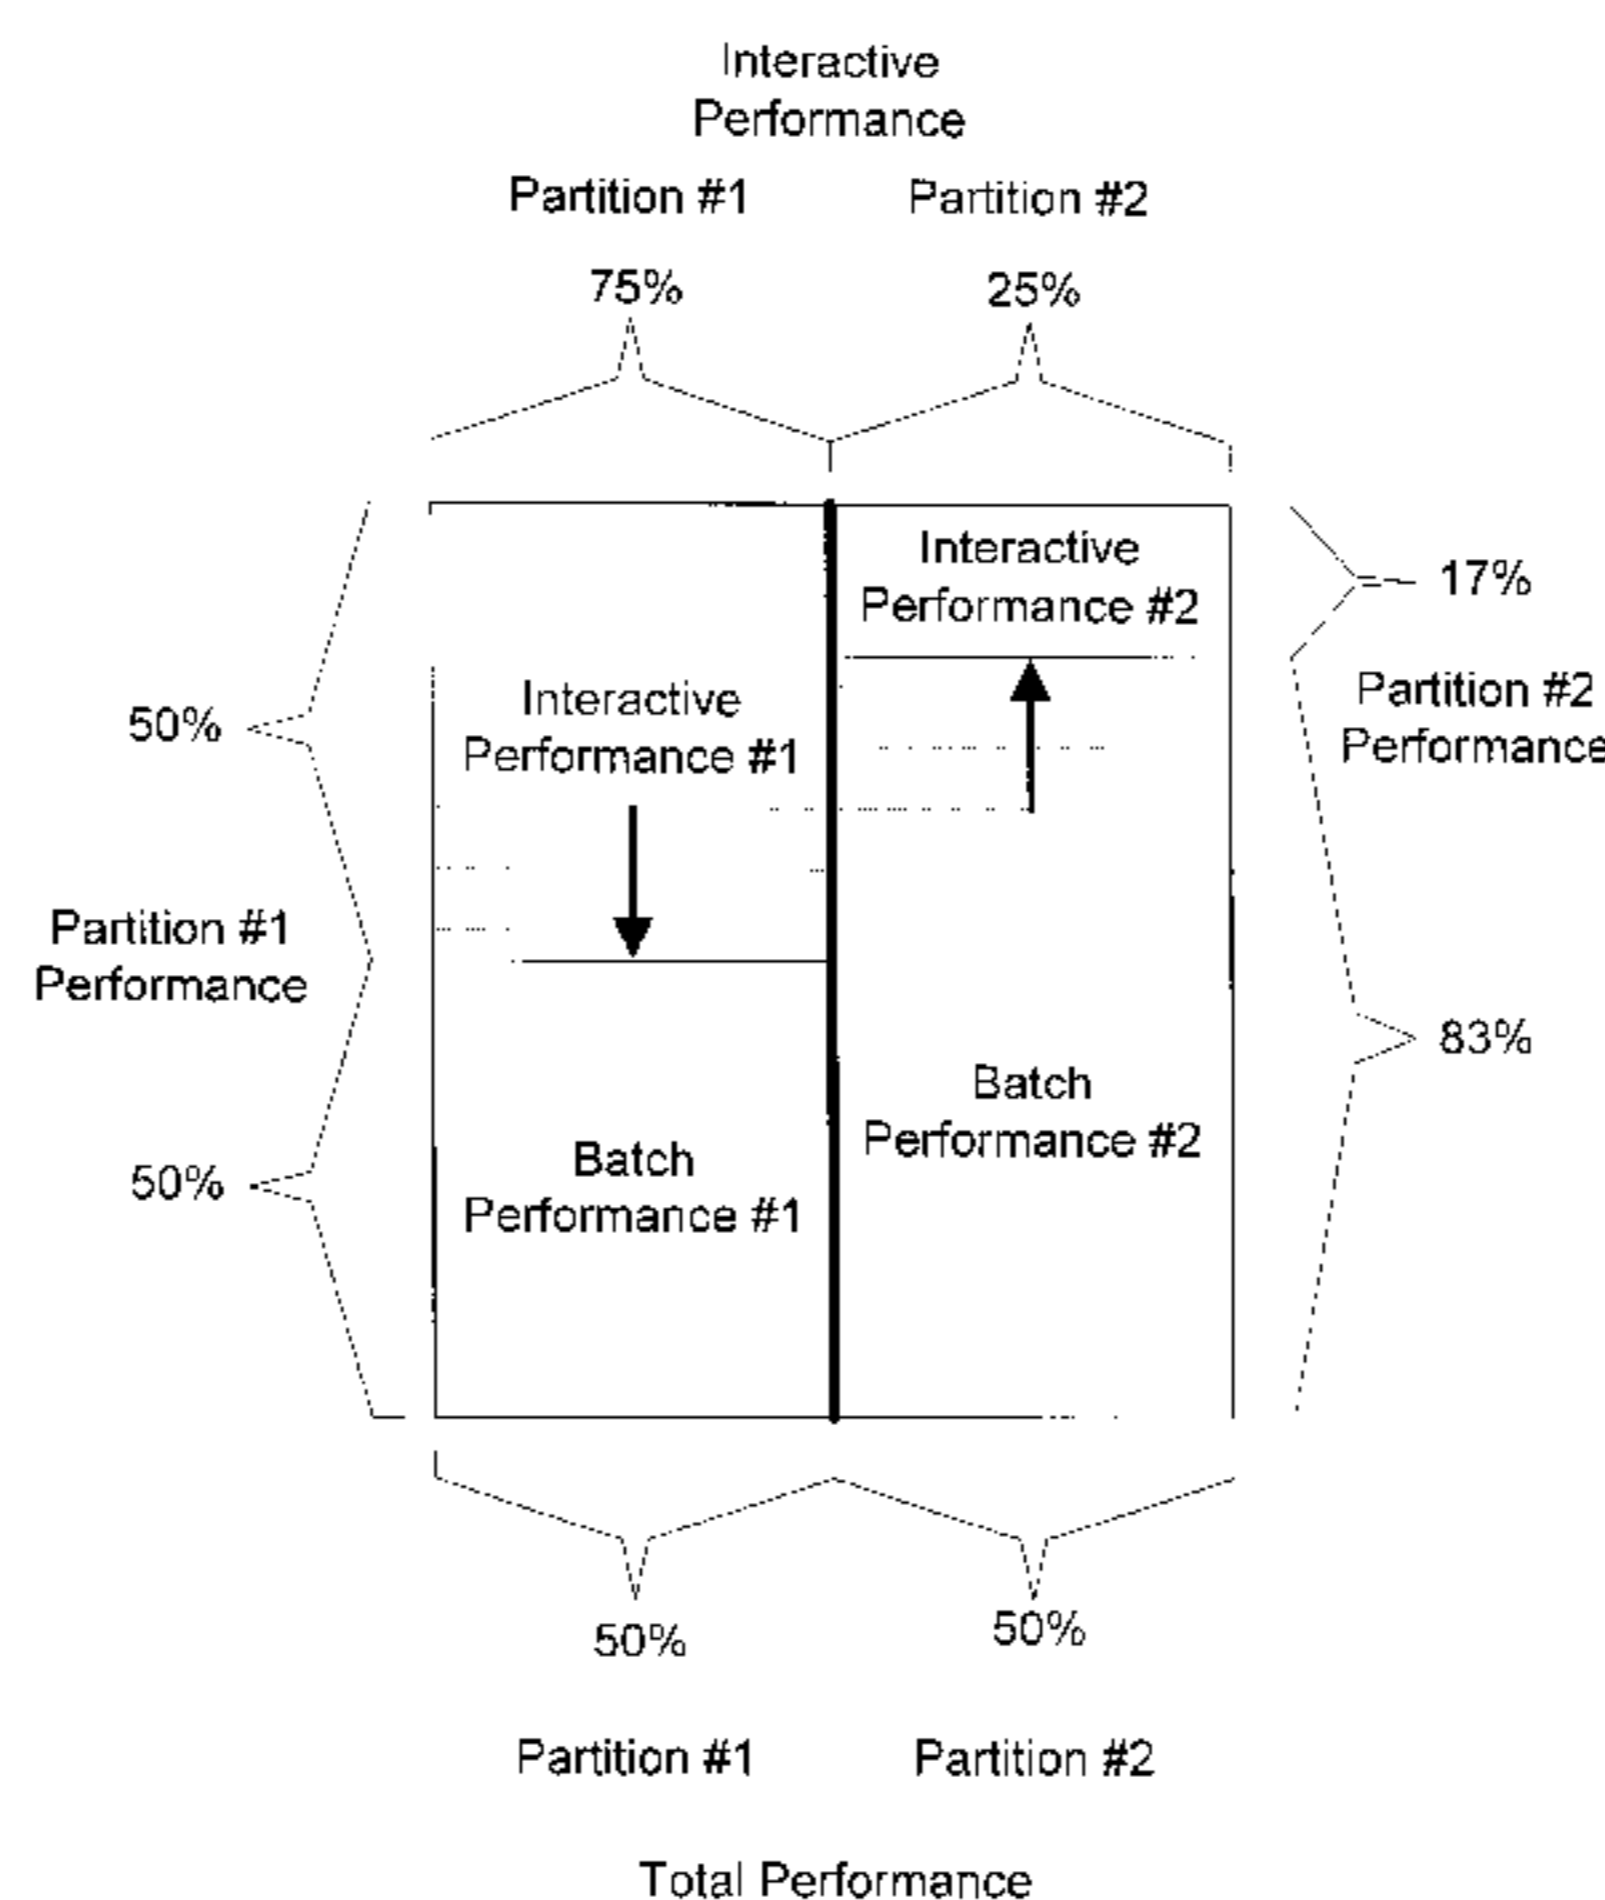 Interactive
Performance
Partition #1 Partition #2
75% 25%
Interactive
Performance #2
17%
Interactive
Performance #1
50%
Partition #2
Performance
Partition #1
Performance
83%
Batch
Performance #2
Batch
Performance #1
50%
50% 50%
Partition #1 Partition #2
Total Performance